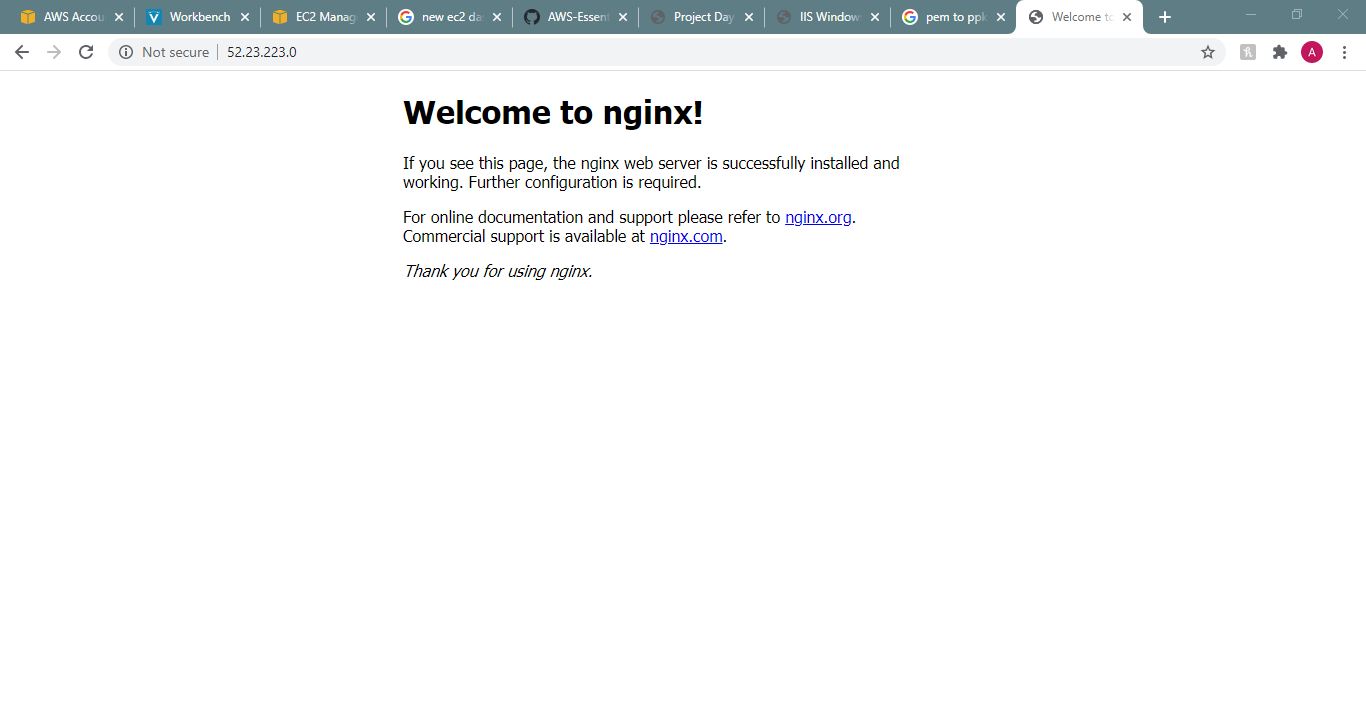 AWS Accou
Workbench
EC2 Manag
new ec2 da
AWS-Essent
Project Day
IIS Window
pem to ppk
Welcome to
Not secure
52.23.223.0
A
Welcome to nginx!
If you see this page, the nginx web server is successfully installed and
working. Further configuration is required.
For online documentation and support please refer to nginx.org.
Commercial support is available at nginx.com.
Thank you for using nginx.